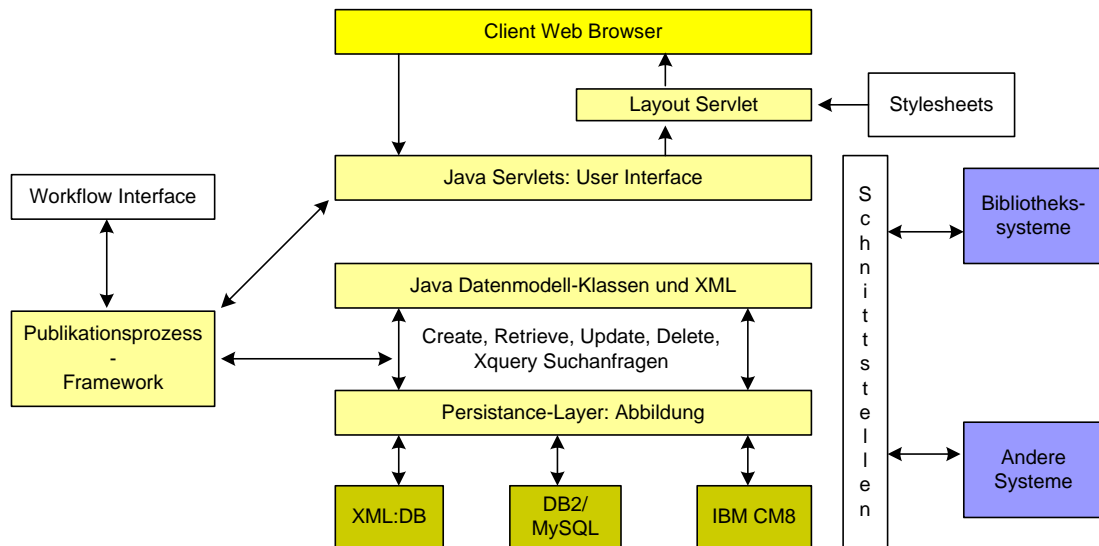 Client Web Browser
Layout Servlet
Stylesheets
Java Servlets: User Interface
Workflow Interface
Schnittstellen
Bibliotheks-
systeme
Java Datenmodell-Klassen und XML
Publikationsprozess
-
Framework
Create, Retrieve, Update, Delete,
Xquery Suchanfragen
Persistance-Layer: Abbildung
Andere
Systeme
XML:DB
DB2/
MySQL
IBM CM8